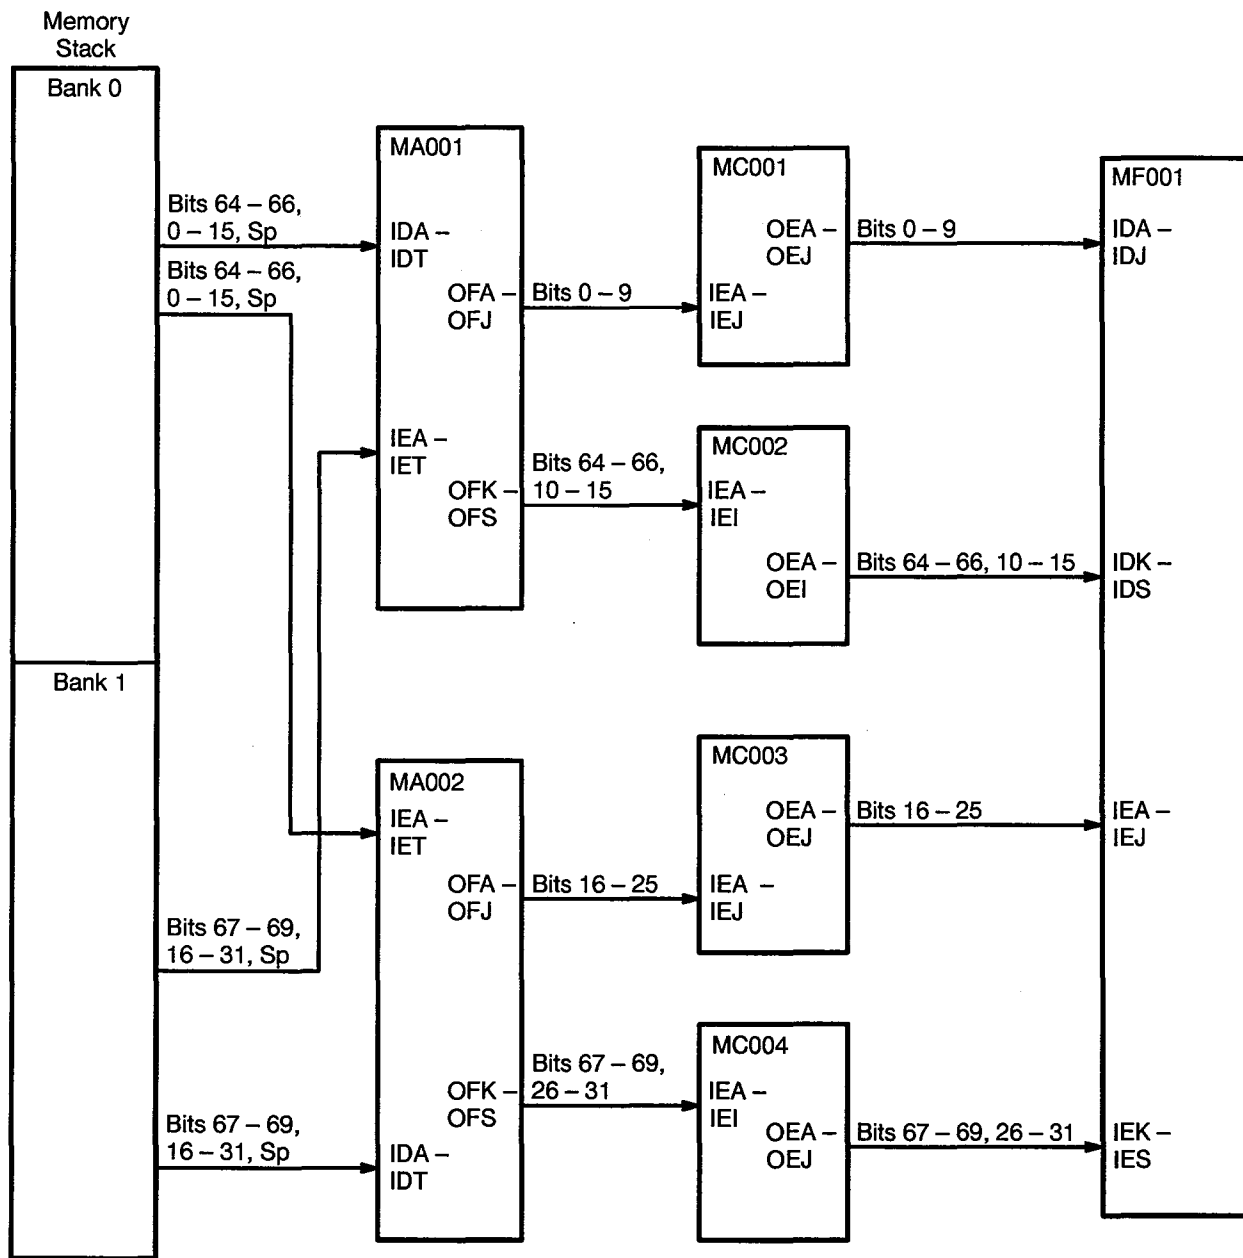 Memory
Stack
Bank 0
Bits 64 – 66,
0 – 15, Sp
Bits 64 – 66,
0 – 15, Sp
Bank 1
Bits 67 – 69,
16 – 31, Sp
Bits 67 – 69,
16 – 31, Sp
MA001
IDA –
IDT
OFA –
OFJ
IEA –
IET
OFK –
OFS
Bits 0 – 9
Bits 64 – 66,
10 – 15
MA002
IEA –
IET
OFA –
OFJ
OFK –
OFS
IDA –
IDT
Bits 16 – 25
Bits 67 – 69,
26 – 31
MC001
OEA –
OEJ
IEA –
IEJ
Bits 0 – 9
MC002
IEA –
IEI
OEA –
OEI
Bits 64 – 66, 10 – 15
MC003
OEA –
OEJ
IEA –
IEJ
Bits 16 – 25
MC004
IEA –
IEI
OEA –
OEJ
Bits 67 – 69, 26 – 31
MF001
IDA –
IDJ
IDK –
IDS
IEA –
IEJ
IEK –
IES